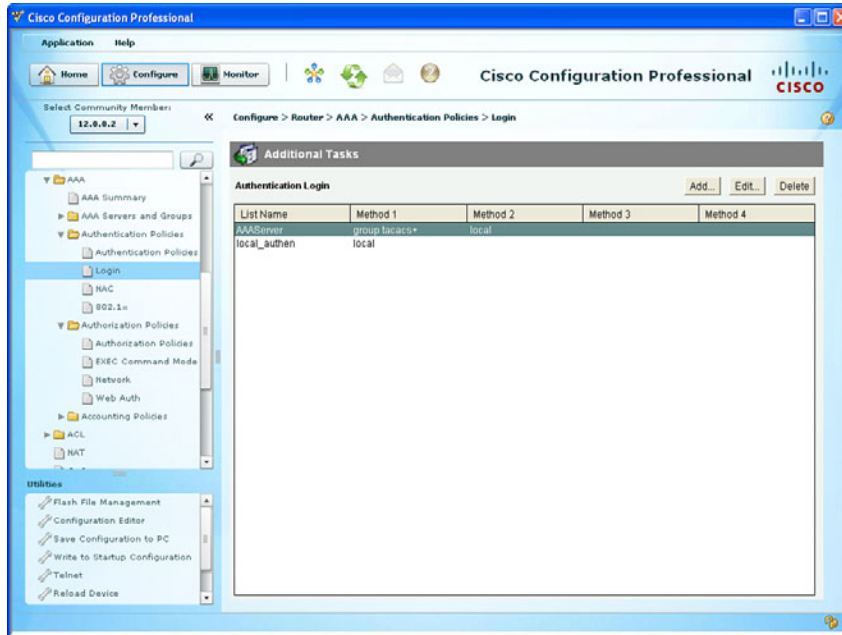 Cisco Configuration Professional
Application Help
Home Configure Monitor Cisco Configuration Professional
CISCO
Select Community Member:
12.0.0.2
Configure > Router > AAA > Authentication Policies > Login
Additional Tasks
Authentication Login
Add... Edit... Delete
List Name Method 1 Method 2 Method 3 Method 4
AAAServer group tacacs+ local
local_authen local
AAA
AAA Summary
AAA Servers and Groups
Authentication Policies
Authentication Policies
Login
NAC
802.1x
Authorization Policies
Authorization Policies
EXEC Command Mode
Network
Web Auth
Accounting Policies
ACL
NAT
Utilities
Flash File Management
Configuration Editor
Save Configuration to PC
Write to Startup Configuration
Telnet
Reload Device